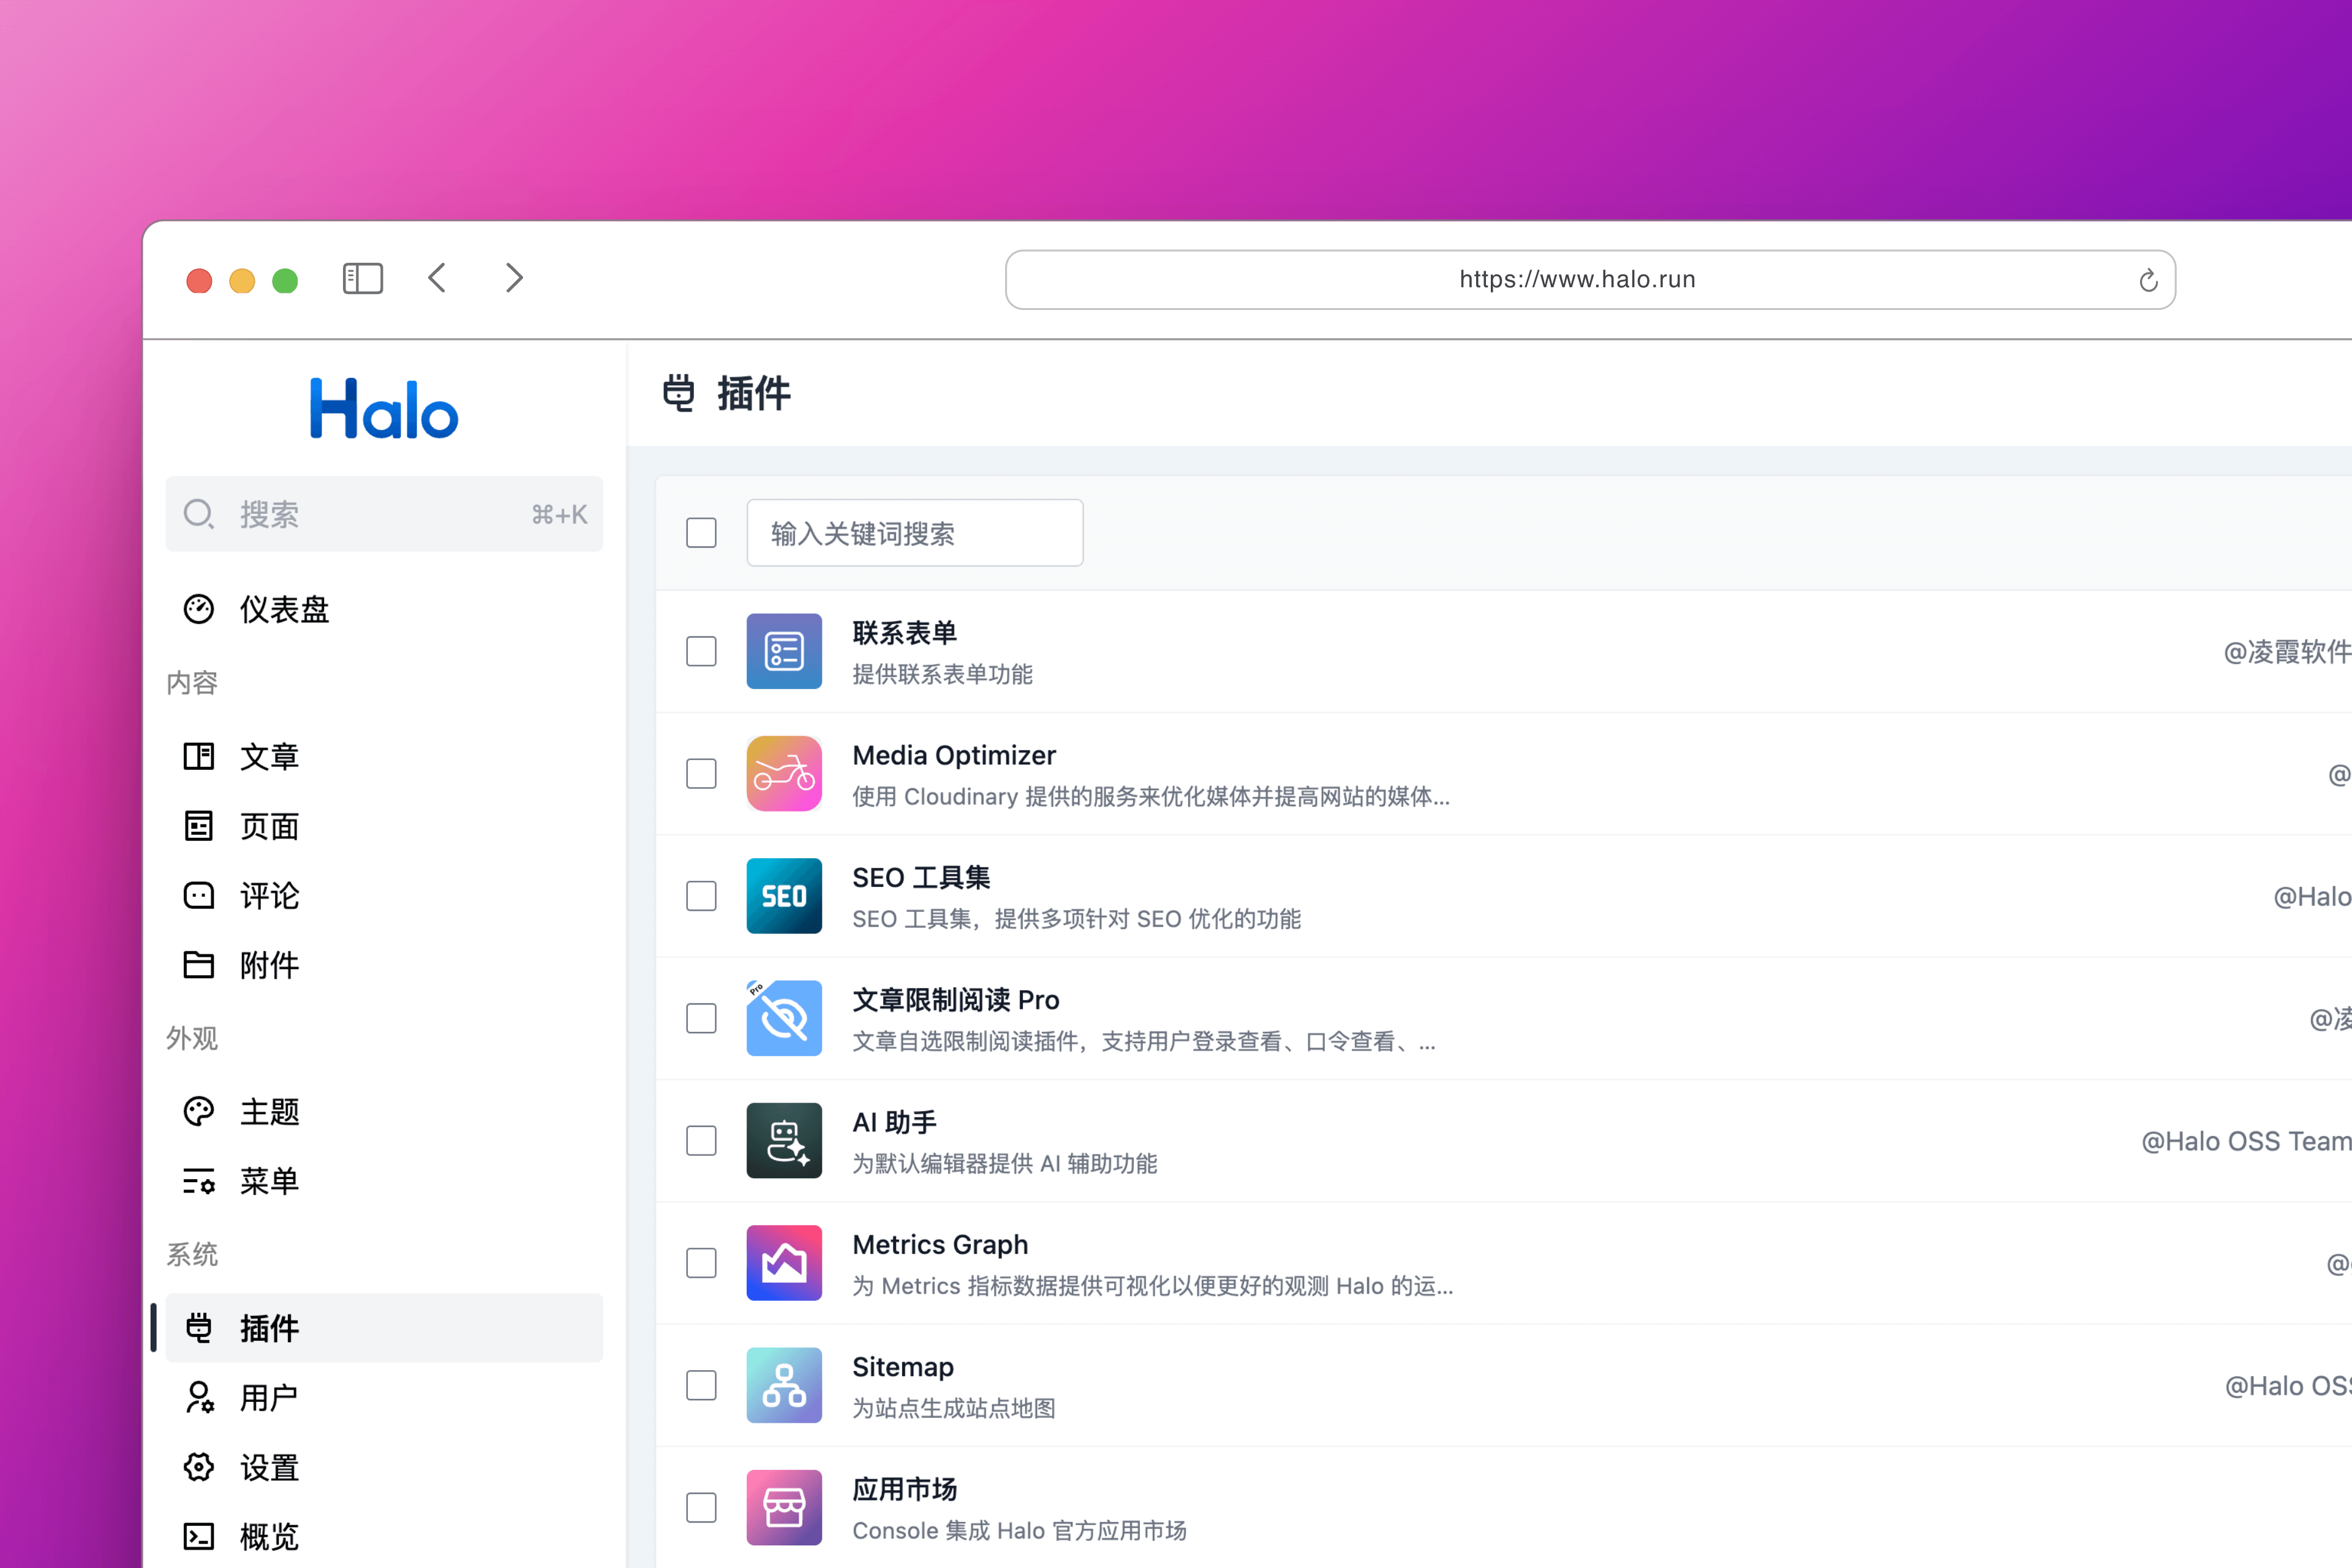 https://www.halo.run
Halo
搜索 ⌘+K
仪表盘
内容
文章
页面
评论
附件
外观
主题
菜单
系统
插件
用户
设置
概览
插件
输入关键词搜索
联系表单
提供联系表单功能
@凌霞软件
Media Optimizer
使用 Cloudinary 提供的服务来优化媒体并提高网站的媒体...
@
SEO
SEO 工具集
SEO 工具集，提供多项针对 SEO 优化的功能
@Halo
Pro
文章限制阅读 Pro
文章自选限制阅读插件，支持用户登录查看、口令查看、...
@凌
AI 助手
为默认编辑器提供 AI 辅助功能
@Halo OSS Team
Metrics Graph
为 Metrics 指标数据提供可视化以便更好的观测 Halo 的运...
@
Sitemap
为站点生成站点地图
@Halo OSS
应用市场
Console 集成 Halo 官方应用市场